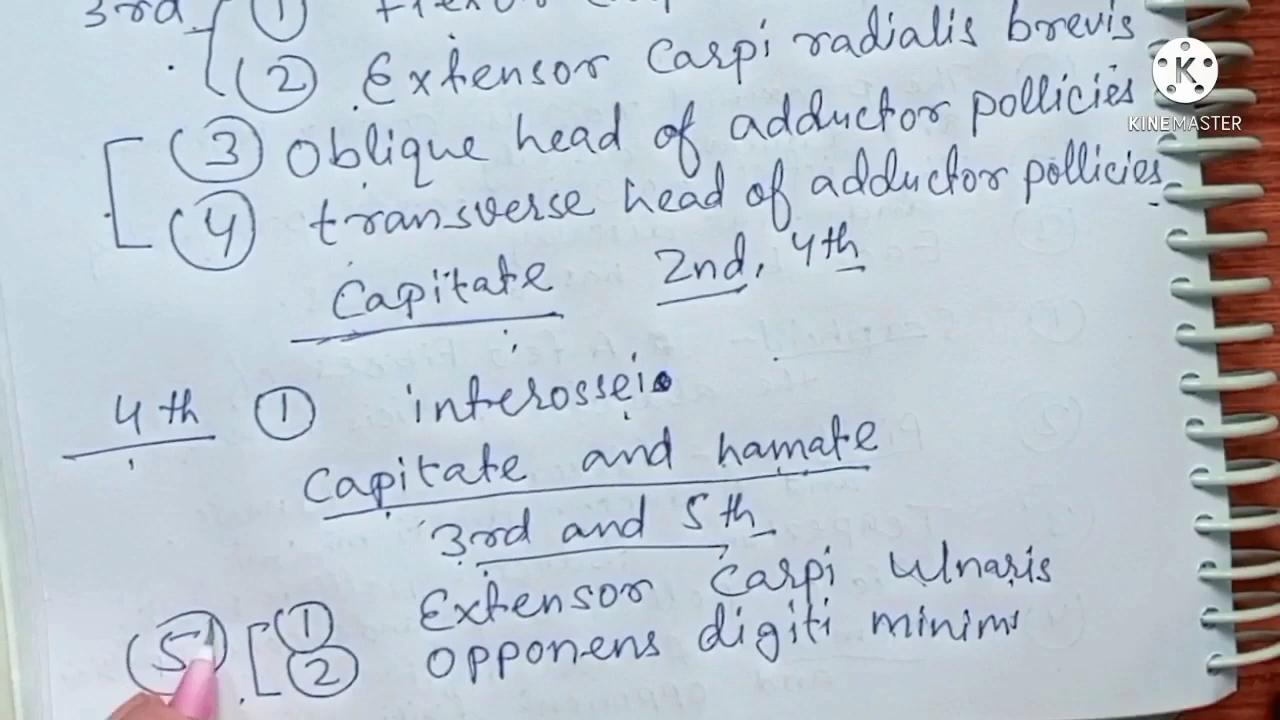 3rd ① Flexor
② Extensor Carpi radialis brevis
K
KINEMASTER
③ Oblique head of adductor pollicies
④ transverse head of adductor pollicies
Capitate 2nd, 4th
4th ① interossei
Capitate and hamate
3rd and 5th
⑤ ① Extensor Carpi Ulnaris
② Opponens digiti minimi